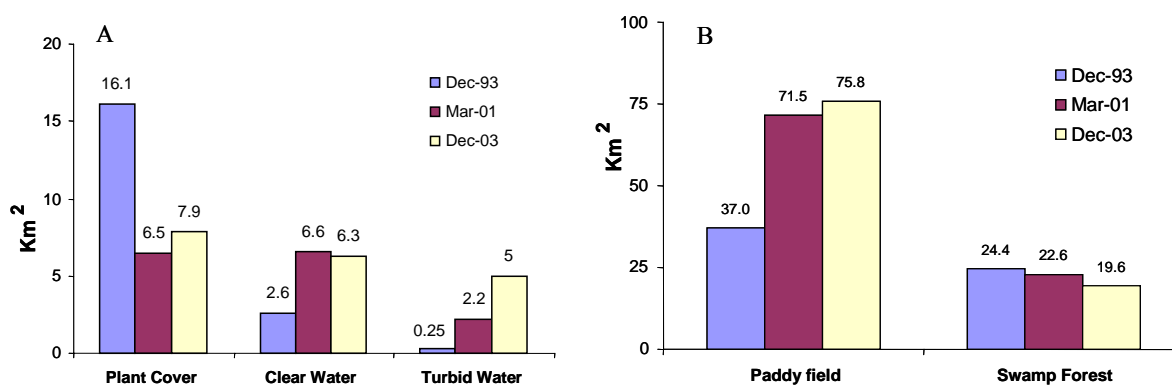 A
Km 2
20
15
10
5
0
16.1
6.5
7.9
2.6
6.6
6.3
0.25
2.2
5
Dec-93
Mar-01
Dec-03
Plant Cover
Clear Water
Turbid Water
B
Km 2
100
75
50
25
0
37.0
71.5
75.8
24.4
22.6
19.6
Dec-93
Mar-01
Dec-03
Paddy field
Swamp Forest